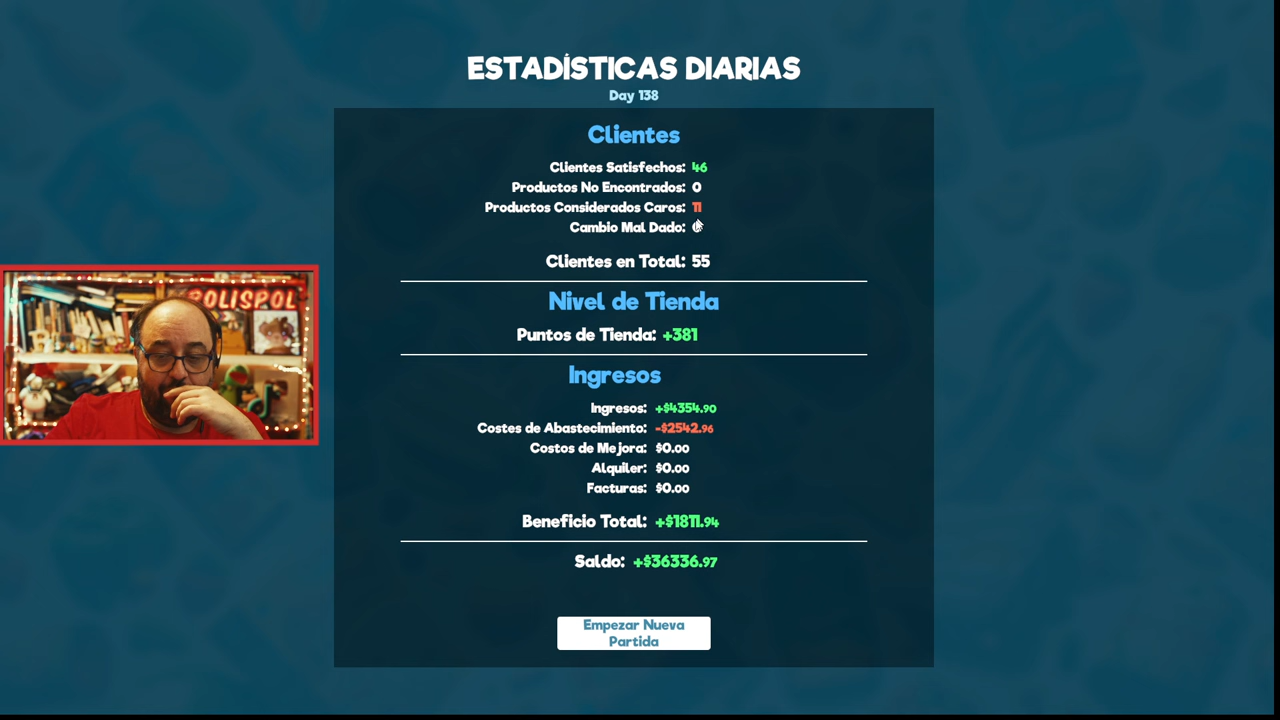 ESTADÍSTICAS DIARIAS
Day 138
Clientes
Clientes Satisfechos: 46
Productos No Encontrados: 0
Productos Considerados Caros: 11
Cambio Mal Dado:
Clientes en Total: 55
Nivel de Tienda
Puntos de Tienda: +381
Ingresos
Ingresos: +$4354.90
Costes de Abastecimiento: -$2542.96
Costos de Mejora: $0.00
Alquiler: $0.00
Facturas: $0.00
Beneficio Total: +$1811.94
Saldo: +$36336.97
Empezar Nueva
Partida
POLISPOL